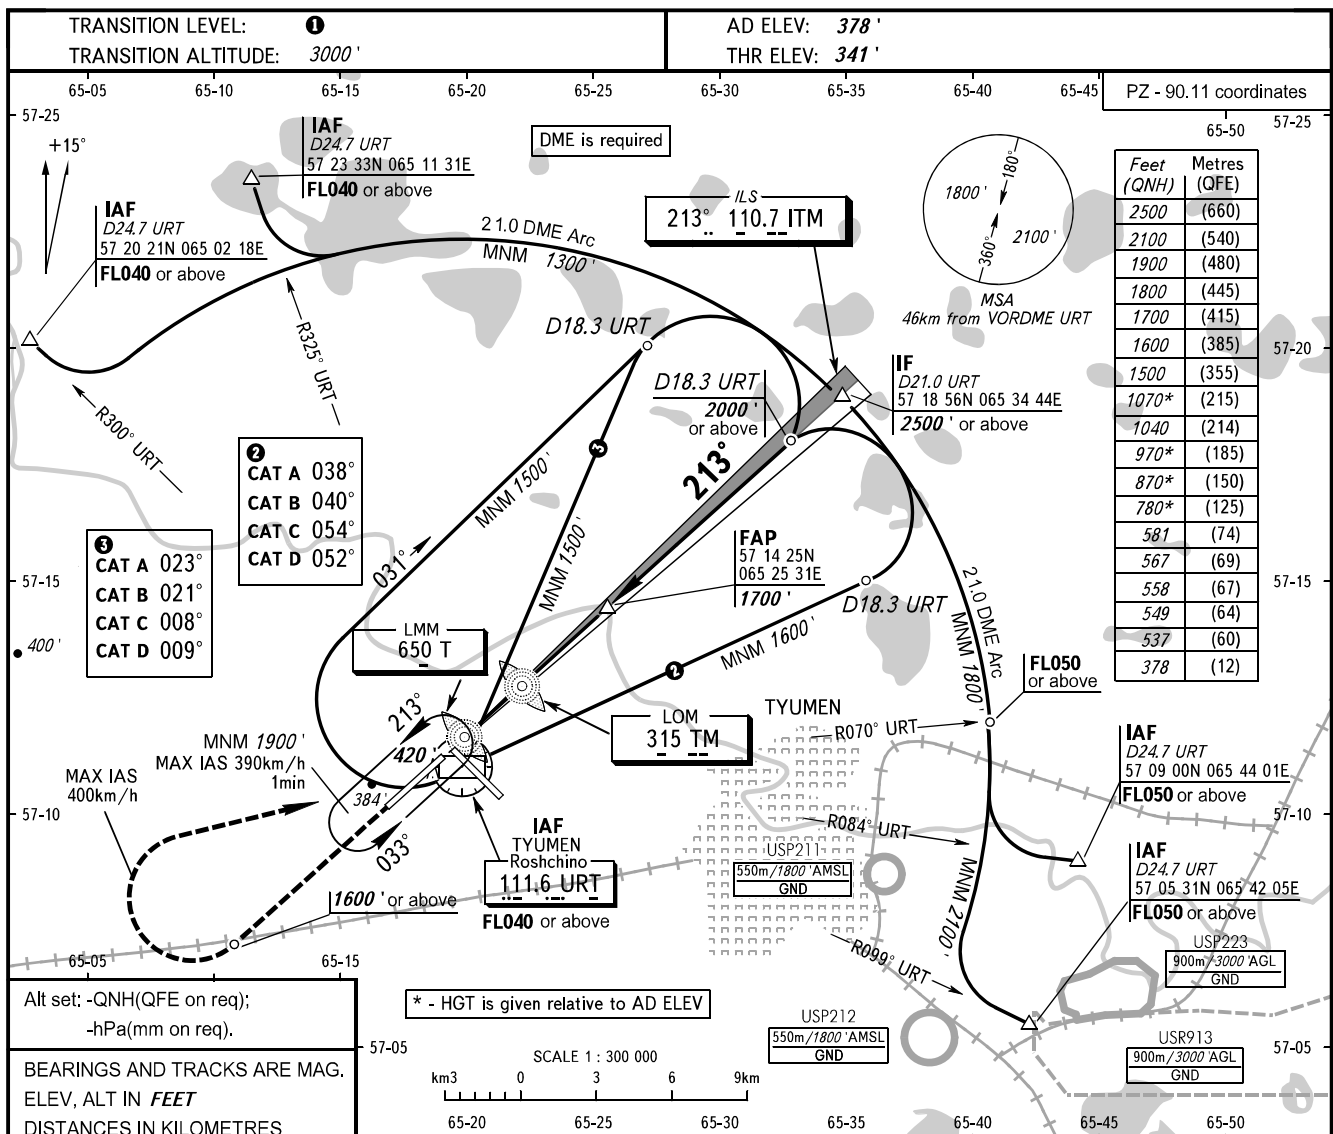 TRANSITION LEVEL: ❶
TRANSITION ALTITUDE: 3000 '
AD ELEV: 378 '
THR ELEV: 341 '
65-05 65-10 65-15 65-20 65-25 65-30 65-35 65-40 65-45
PZ - 90.11 coordinates
57-25
65-50
57-25
+15°
IAF
D24.7 URT
57 23 33N 065 11 31E
FL040 or above
DME is required
IAF
D24.7 URT
57 20 21N 065 02 18E
FL040 or above
ILS
213° 110.7 ITM
21.0 DME Arc
MNM 1300'
1800 '
180°
360°
2100 '
MSA
46km from VORDME URT
Feet Metres
(QNH) (QFE)
2500 (660)
2100 (540)
1900 (480)
1800 (445)
1700 (415)
1600 (385)
1500 (355)
1070* (215)
1040 (214)
970* (185)
870* (150)
780* (125)
581 (74)
567 (69)
558 (67)
549 (64)
537 (60)
378 (12)
D18.3 URT
R325° URT
R300° URT
57-20
D18.3 URT
2000 '
or above
IF
D21.0 URT
57 18 56N 065 34 44E
2500 ' or above
213°
❷
CAT A 038°
CAT B 040°
CAT C 054°
CAT D 052°
❸
CAT A 023°
CAT B 021°
CAT C 008°
CAT D 009°
❸
MNM 1500'
031°
MNM 1500'
FAP
57 14 25N
065 25 31E
1700 '
57-15
57-15
D18.3 URT
MNM 1600'
❷
21.0 DME Arc
MNM 1800'
400 '
LMM
650 T
LOM
315 TM
TYUMEN
FL050
or above
R070° URT
213°
420 '
MNM 1900'
MAX IAS 390km/h
1min
MAX IAS
400km/h
384'
033°
IAF
D24.7 URT
57 09 00N 065 44 01E
FL050 or above
57-10
57-10
R084° URT
USP211
550m/1800 'AMSL
GND
IAF
TYUMEN
Roshchino
111.6 URT
FL040 or above
1600 ' or above
MNM 2100'
IAF
D24.7 URT
57 05 31N 065 42 05E
FL050 or above
R099° URT
USP223
900m/3000 'AGL
GND
65-05 65-15
Alt set: -QNH(QFE on req);
-hPa(mm on req).
* - HGT is given relative to AD ELEV
USP212
550m/1800 'AMSL
GND
USR913
900m/3000 'AGL
GND
57-05
57-05
BEARINGS AND TRACKS ARE MAG.
ELEV, ALT IN FEET
DISTANCES IN KILOMETRES
SCALE 1 : 300 000
km3 0 3 6 9km
65-20 65-25 65-30 65-35 65-40 65-45 65-50